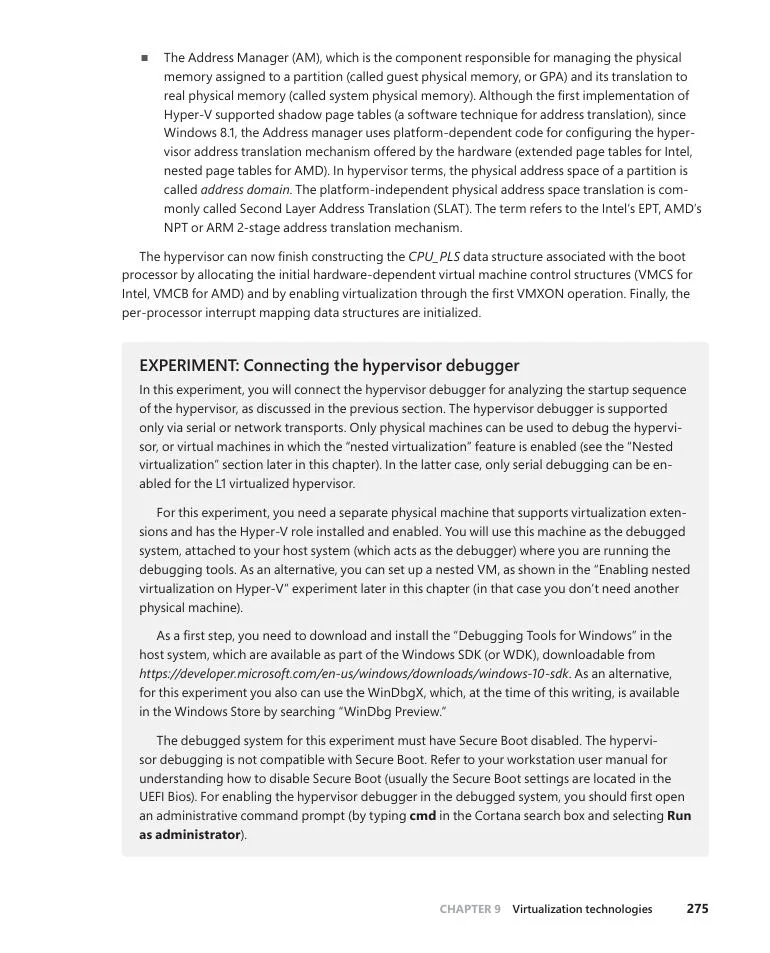 ■ The Address Manager (AM), which is the component responsible for managing the physical
memory assigned to a partition (called guest physical memory, or GPA) and its translation to
real physical memory (called system physical memory). Although the first implementation of
Hyper-V supported shadow page tables (a software technique for address translation), since
Windows 8.1, the Address manager uses platform-dependent code for configuring the hyper-
visor address translation mechanism offered by the hardware (extended page tables for Intel,
nested page tables for AMD). In hypervisor terms, the physical address space of a partition is
called address domain. The platform-independent physical address space translation is com-
monly called Second Layer Address Translation (SLAT). The term refers to the Intel’s EPT, AMD’s
NPT or ARM 2-stage address translation mechanism.
The hypervisor can now finish constructing the CPU_PLS data structure associated with the boot
processor by allocating the initial hardware-dependent virtual machine control structures (VMCS for
Intel, VMCB for AMD) and by enabling virtualization through the first VMXON operation. Finally, the
per-processor interrupt mapping data structures are initialized.
EXPERIMENT: Connecting the hypervisor debugger
In this experiment, you will connect the hypervisor debugger for analyzing the startup sequence
of the hypervisor, as discussed in the previous section. The hypervisor debugger is supported
only via serial or network transports. Only physical machines can be used to debug the hypervi-
sor, or virtual machines in which the “nested virtualization” feature is enabled (see the “Nested
virtualization” section later in this chapter). In the latter case, only serial debugging can be en-
abled for the L1 virtualized hypervisor.
For this experiment, you need a separate physical machine that supports virtualization exten-
sions and has the Hyper-V role installed and enabled. You will use this machine as the debugged
system, attached to your host system (which acts as the debugger) where you are running the
debugging tools. As an alternative, you can set up a nested VM, as shown in the “Enabling nested
virtualization on Hyper-V” experiment later in this chapter (in that case you don’t need another
physical machine).
As a first step, you need to download and install the “Debugging Tools for Windows” in the
host system, which are available as part of the Windows SDK (or WDK), downloadable from
https://developer.microsoft.com/en-us/windows/downloads/windows-10-sdk. As an alternative,
for this experiment you also can use the WinDbgX, which, at the time of this writing, is available
in the Windows Store by searching “WinDbg Preview.”
The debugged system for this experiment must have Secure Boot disabled. The hypervi-
sor debugging is not compatible with Secure Boot. Refer to your workstation user manual for
understanding how to disable Secure Boot (usually the Secure Boot settings are located in the
UEFI Bios). For enabling the hypervisor debugger in the debugged system, you should first open
an administrative command prompt (by typing cmd in the Cortana search box and selecting Run
as administrator).
CHAPTER 9 Virtualization technologies 275